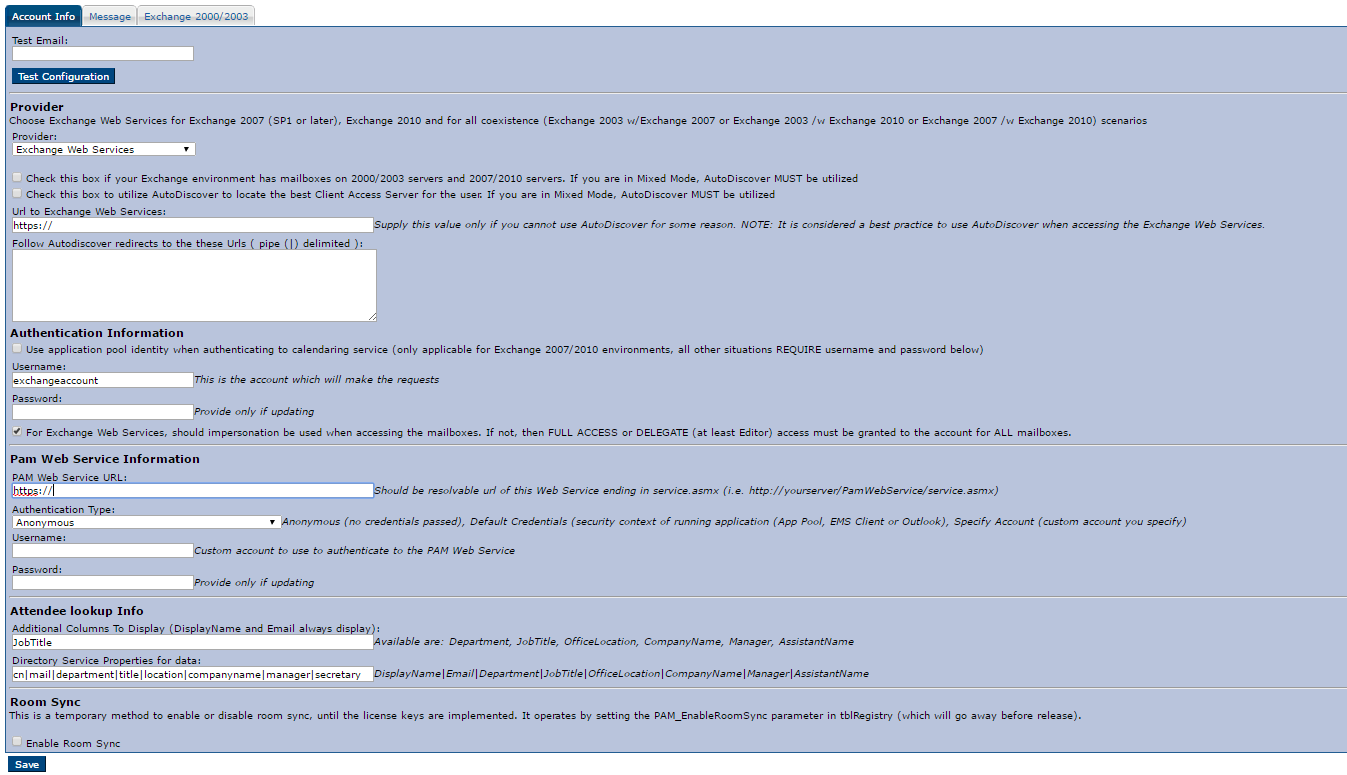 Account Info Message Exchange 2000/2003
Test Email:
Test Configuration
Provider
Choose Exchange Web Services for Exchange 2007 (SP1 or later), Exchange 2010 and for all coexistence (Exchange 2003 w/Exchange 2007 or Exchange 2003 /w Exchange 2010 or Exchange 2007 /w Exchange 2010) scenarios
Provider:
Exchange Web Services
Check this box if your Exchange environment has mailboxes on 2000/2003 servers and 2007/2010 servers. If you are in Mixed Mode, AutoDiscover MUST be utilized
Check this box to utilize AutoDiscover to locate the best Client Access Server for the user. If you are in Mixed Mode, AutoDiscover MUST be utilized
Url to Exchange Web Services:
https:// Supply this value only if you cannot use AutoDiscover for some reason. NOTE: It is considered a best practice to use AutoDiscover when accessing the Exchange Web Services.
Follow Autodiscover redirects to the these Urls ( pipe (|) delimited ):
Authentication Information
Use application pool identity when authenticating to calendaring service (only applicable for Exchange 2007/2010 environments, all other situations REQUIRE username and password below)
Username:
exchangeaccount This is the account which will make the requests
Password:
Provide only if updating
For Exchange Web Services, should impersonation be used when accessing the mailboxes. If not, then FULL ACCESS or DELEGATE (at least Editor) access must be granted to the account for ALL mailboxes.
Pam Web Service Information
PAM Web Service URL:
https:// Should be resolvable url of this Web Service ending in service.asmx (i.e. http://yourserver/PamWebService/service.asmx)
Authentication Type:
Anonymous Anonymous (no credentials passed), Default Credentials (security context of running application (App Pool, EMS Client or Outlook), Specify Account (custom account you specify)
Username:
Custom account to use to authenticate to the PAM Web Service
Password:
Provide only if updating
Attendee lookup Info
Additional Columns To Display (DisplayName and Email always display):
JobTitle Available are: Department, JobTitle, OfficeLocation, CompanyName, Manager, AssistantName
Directory Service Properties for data:
cn|mail|department|title|location|companyname|manager|secretary DisplayName|Email|Department|JobTitle|OfficeLocation|CompanyName|Manager|AssistantName
Room Sync
This is a temporary method to enable or disable room sync, until the license keys are implemented. It operates by setting the PAM_EnableRoomSync parameter in tblRegistry (which will go away before release).
Enable Room Sync
Save